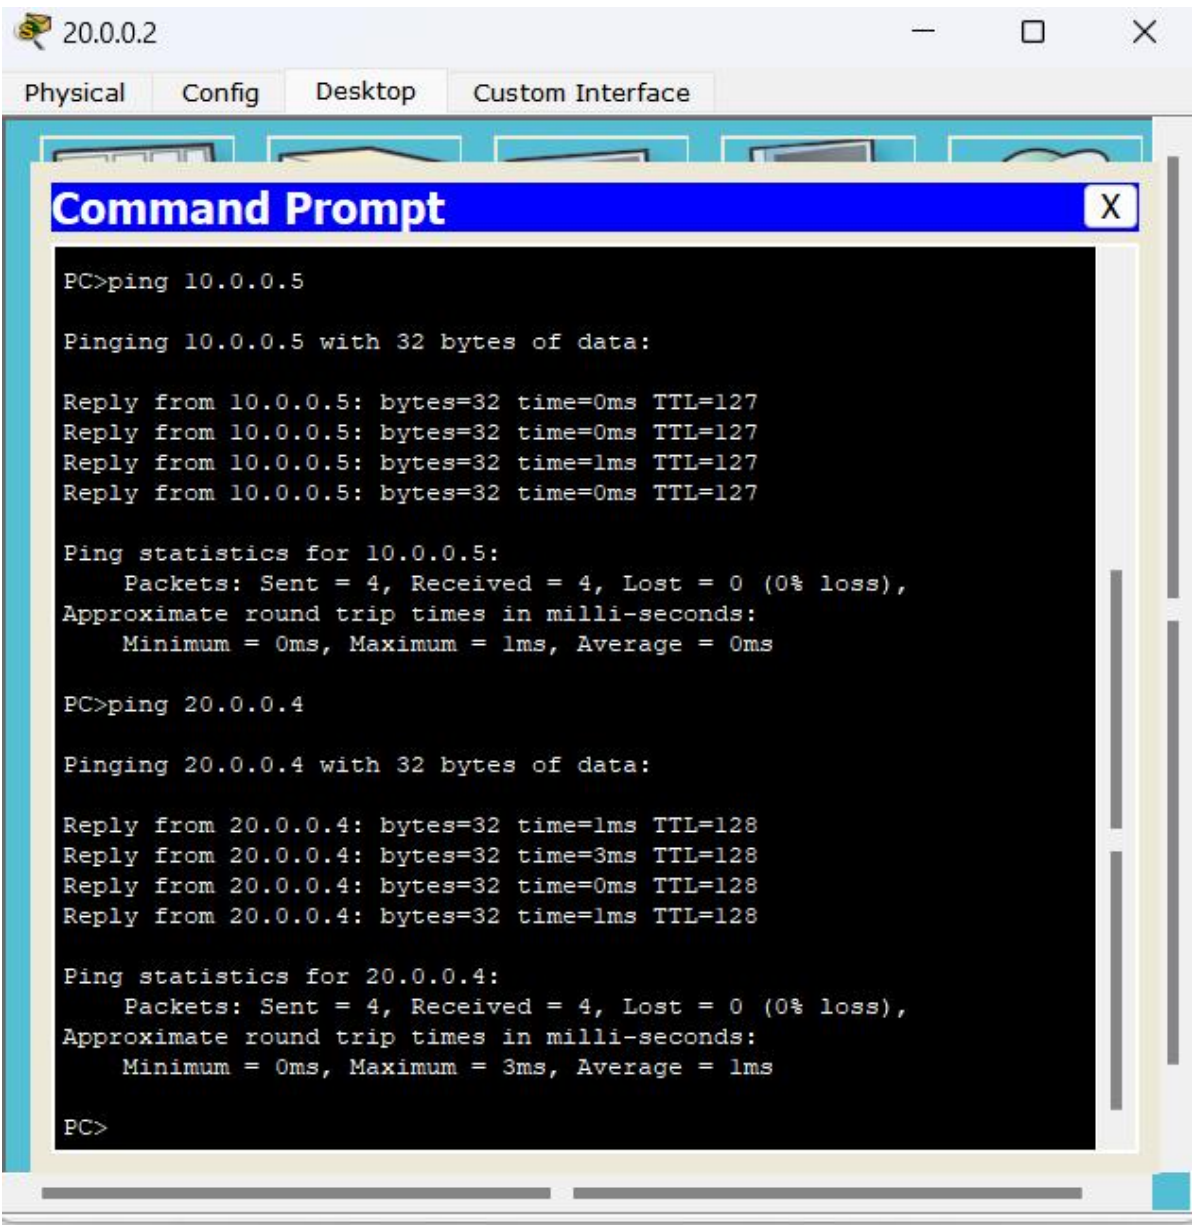 20.0.0.2
Physical Config Desktop Custom Interface
Command Prompt X
PC>ping 10.0.0.5
Pinging 10.0.0.5 with 32 bytes of data:
Reply from 10.0.0.5: bytes=32 time=0ms TTL=127
Reply from 10.0.0.5: bytes=32 time=0ms TTL=127
Reply from 10.0.0.5: bytes=32 time=1ms TTL=127
Reply from 10.0.0.5: bytes=32 time=0ms TTL=127
Ping statistics for 10.0.0.5:
Packets: Sent = 4, Received = 4, Lost = 0 (0% loss),
Approximate round trip times in milli-seconds:
Minimum = 0ms, Maximum = 1ms, Average = 0ms
PC>ping 20.0.0.4
Pinging 20.0.0.4 with 32 bytes of data:
Reply from 20.0.0.4: bytes=32 time=1ms TTL=128
Reply from 20.0.0.4: bytes=32 time=3ms TTL=128
Reply from 20.0.0.4: bytes=32 time=0ms TTL=128
Reply from 20.0.0.4: bytes=32 time=1ms TTL=128
Ping statistics for 20.0.0.4:
Packets: Sent = 4, Received = 4, Lost = 0 (0% loss),
Approximate round trip times in milli-seconds:
Minimum = 0ms, Maximum = 3ms, Average = 1ms
PC>